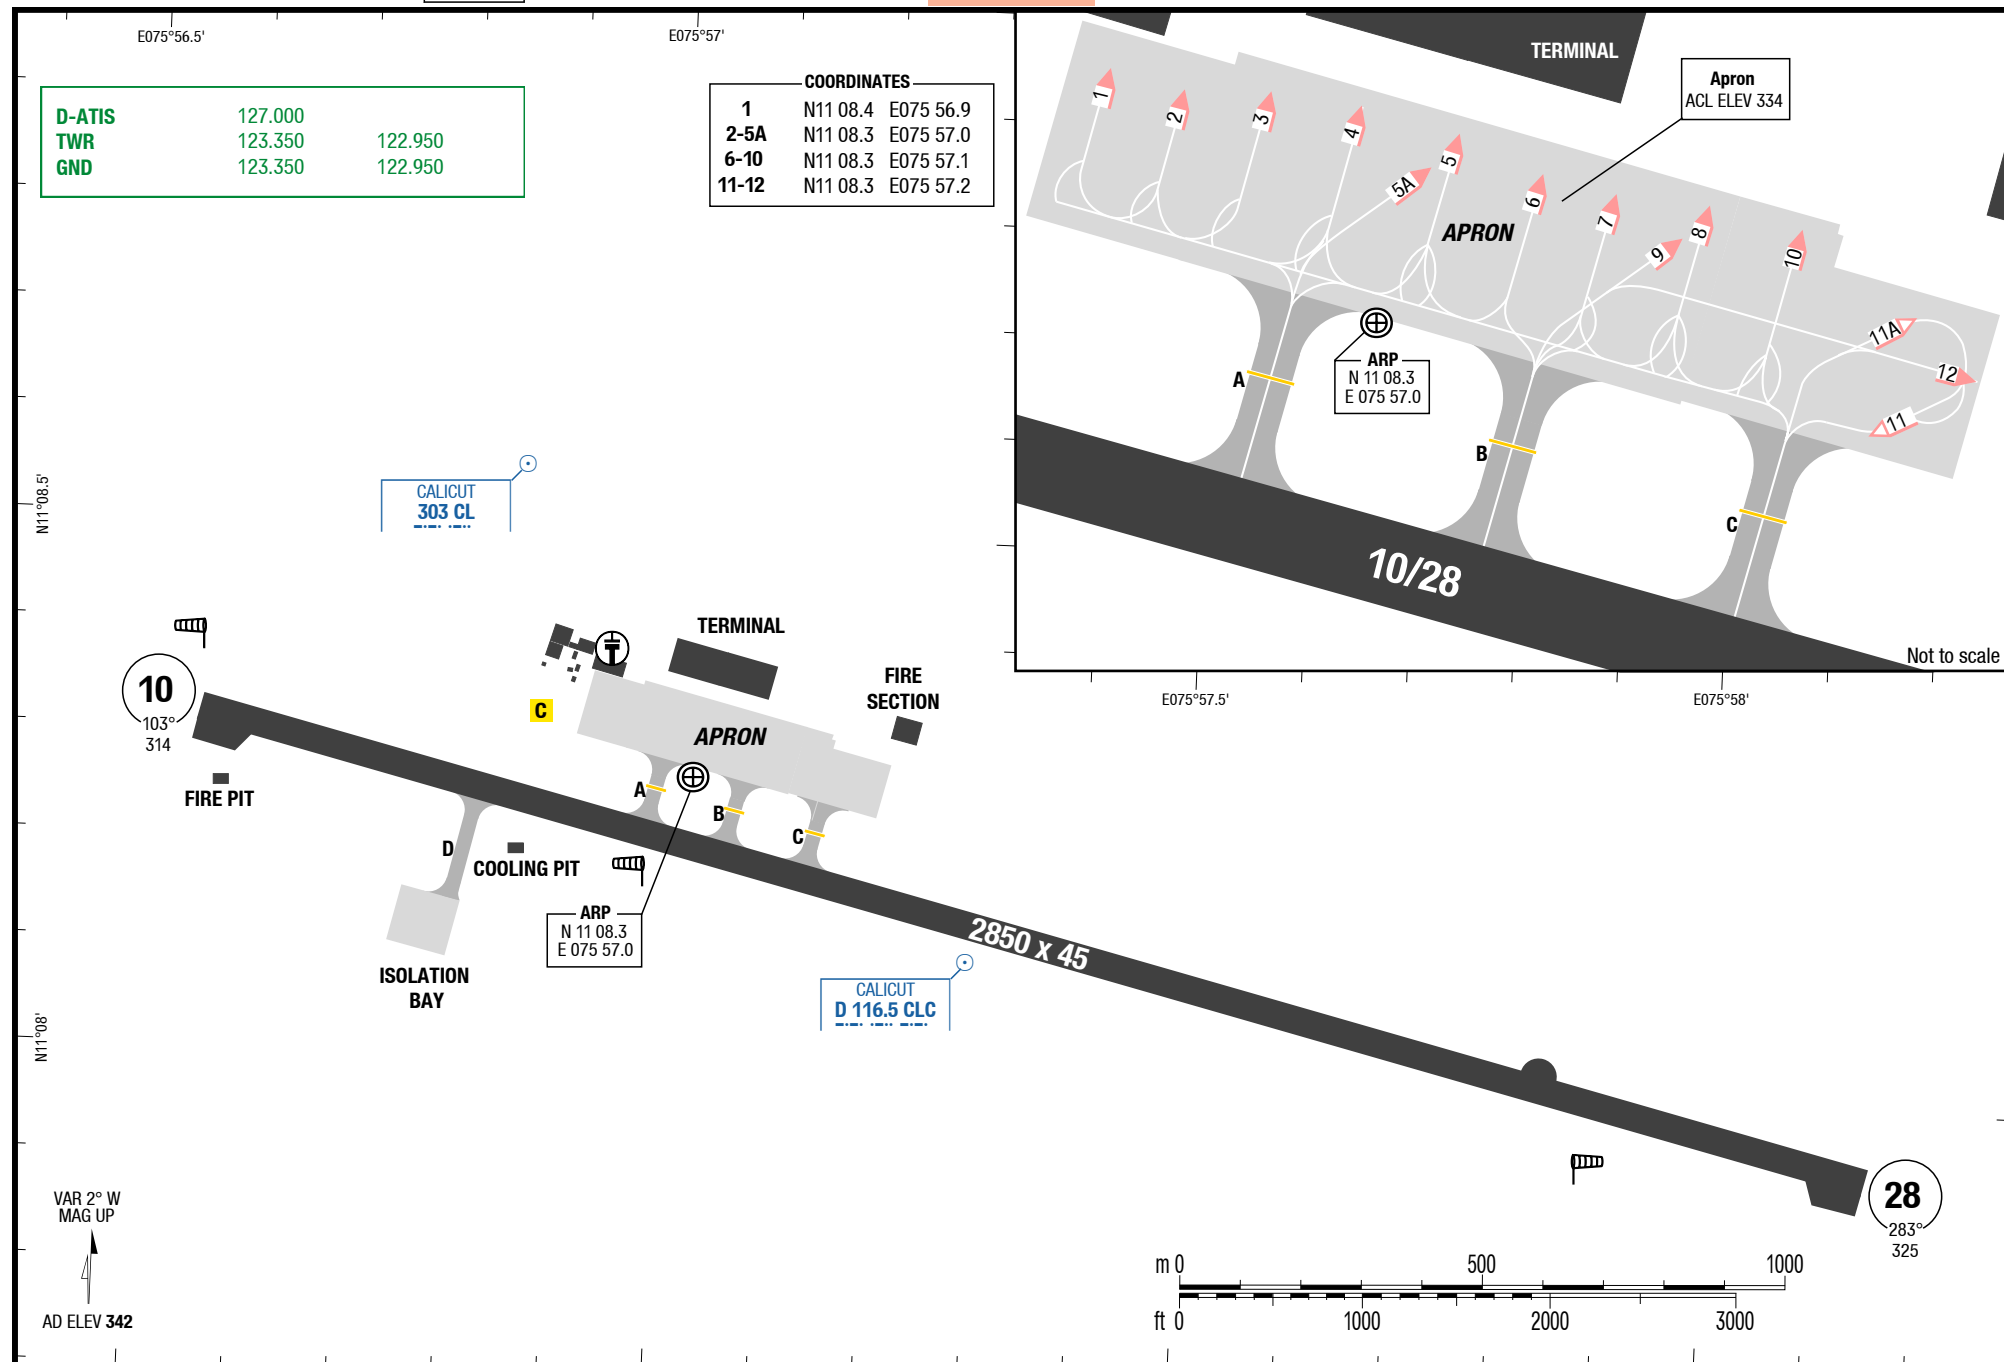 E075°56.5'
E075°57'
D-ATIS 127.000
TWR 123.350 122.950
GND 123.350 122.950
COORDINATES
1 N11 08.4 E075 56.9
2-5A N11 08.3 E075 57.0
6-10 N11 08.3 E075 57.1
11-12 N11 08.3 E075 57.2
TERMINAL
Apron
ACL ELEV 334
1
2
3
4
5
5A
6
7
8
9
10
11A
12
11
APRON
ARP
N 11 08.3
E 075 57.0
A
B
C
10/28
Not to scale
E075°57.5'
E075°58'
N11°08.5'
CALICUT
303 CL
TERMINAL
FIRE
SECTION
10
103°
314
C
APRON
FIRE PIT
A
B
C
D
COOLING PIT
ARP
N 11 08.3
E 075 57.0
2850 x 45
ISOLATION
BAY
CALICUT
D 116.5 CLC
N11°08'
28
283°
325
VAR 2° W
MAG UP
AD ELEV 342
m 0 500 1000
ft 0 1000 2000 3000